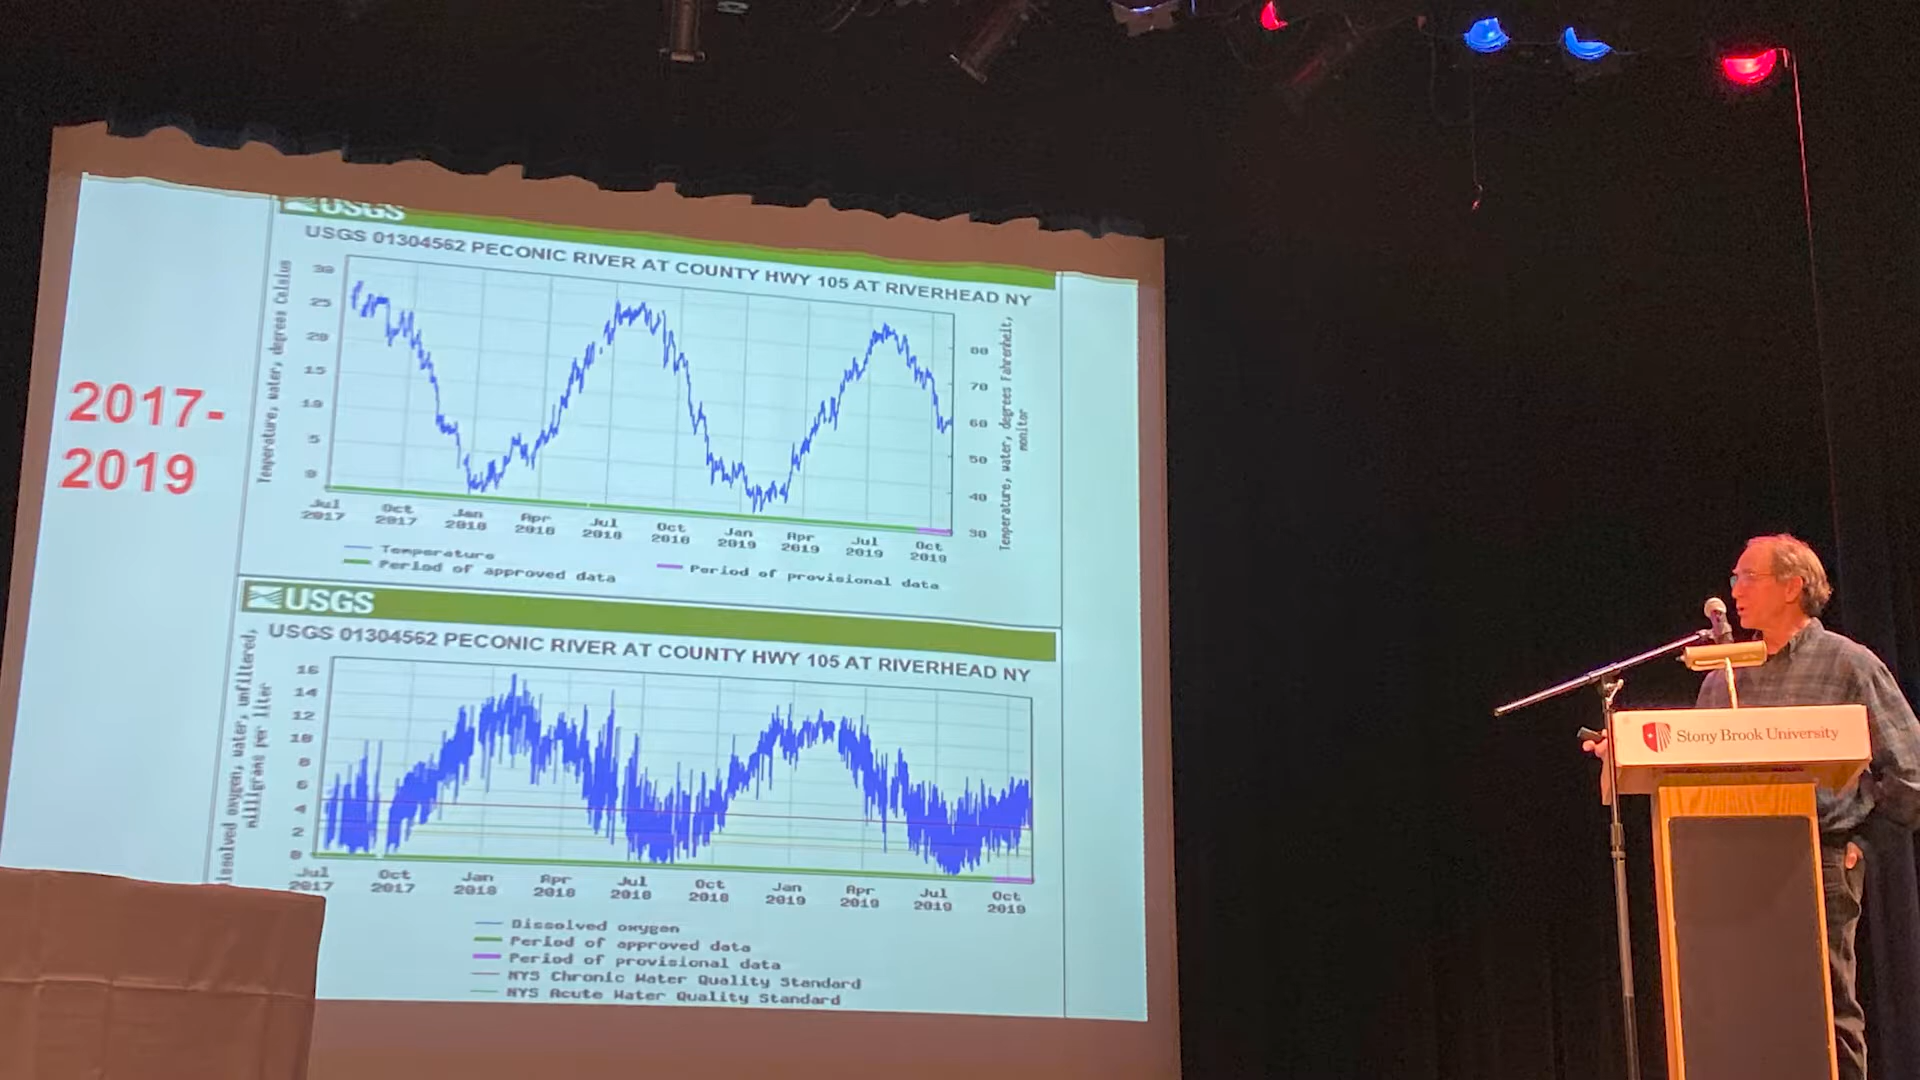 USGS
USGS 01304562 PECONIC RIVER AT COUNTY HWY 105 AT RIVERHEAD NY
2017-
2019
Temperature, water, degrees Celsius
30
25
20
15
10
5
0
Temperature, water, degrees Fahrenheit,
monitor
80
70
60
50
40
30
Jul Oct Jan Apr Jul Oct Jan Apr Jul Oct
2017 2017 2018 2018 2018 2018 2019 2019 2019 2019
Temperature
Period of approved data
Period of provisional data
USGS
USGS 01304562 PECONIC RIVER AT COUNTY HWY 105 AT RIVERHEAD NY
Dissolved oxygen, water, unfiltered,
milligrams per liter
16
14
12
10
8
6
4
2
0
Jul Oct Jan Apr Jul Oct Jan Apr Jul Oct
2017 2017 2018 2018 2018 2018 2019 2019 2019 2019
Dissolved oxygen
Period of approved data
Period of provisional data
NYS Chronic Water Quality Standard
NYS Acute Water Quality Standard
Stony Brook University